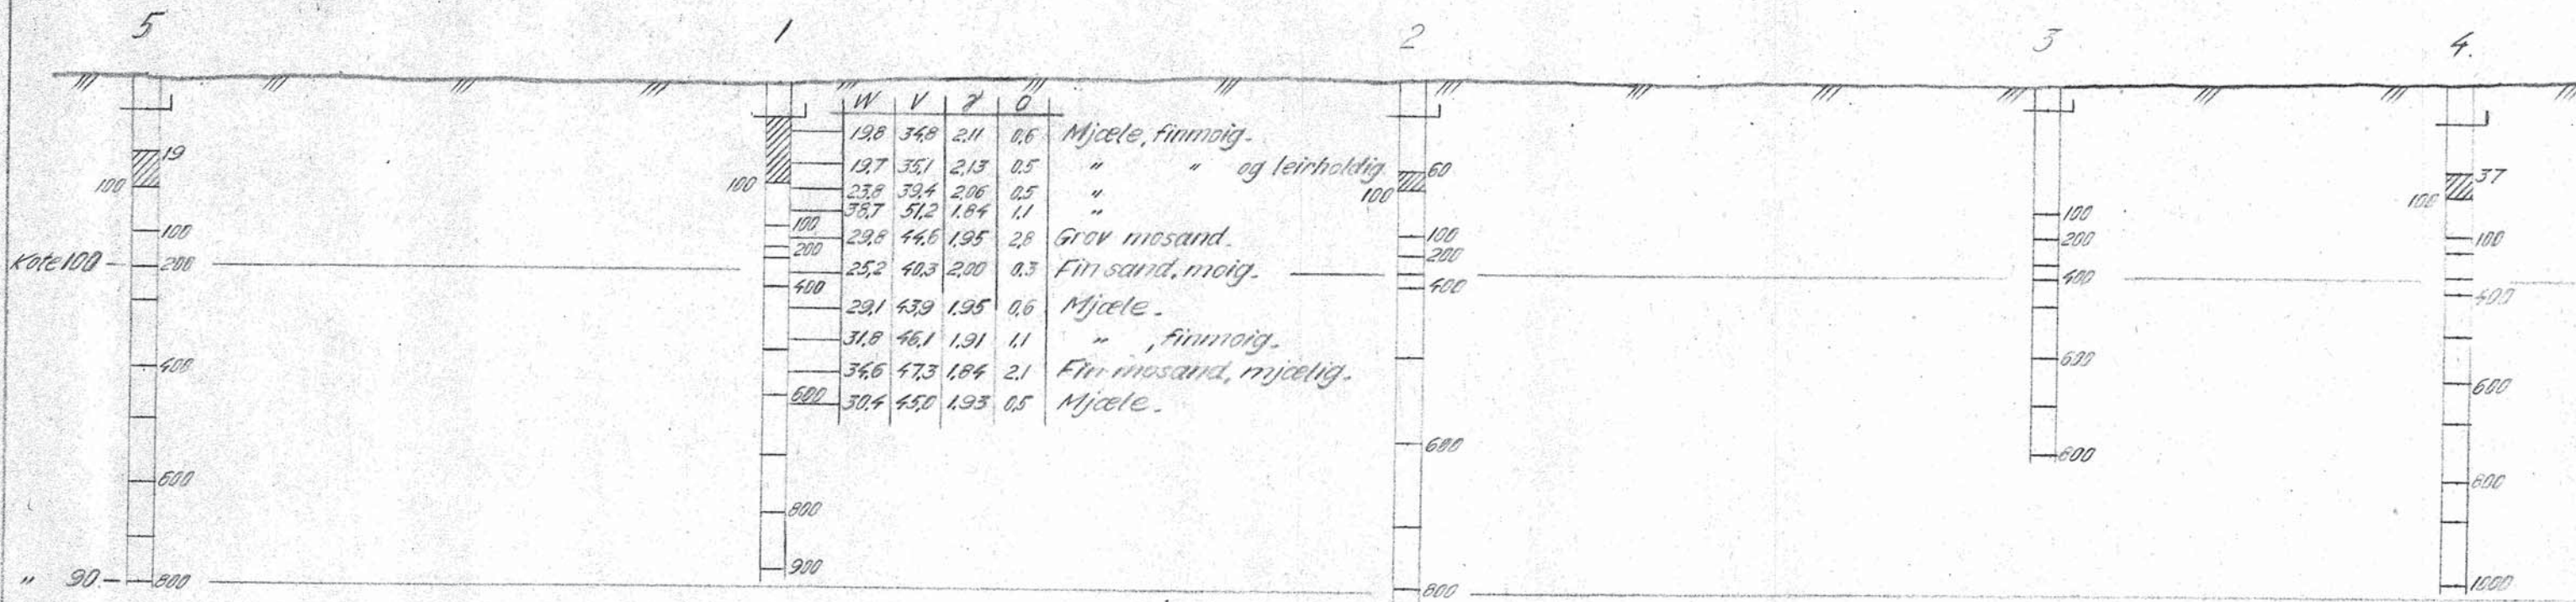 5 1 2 3 4.
W V γ O
19,8 34,8 2,11 0,6 Mjæle, finmoig.
19,7 35,1 2,13 0,5 " " og leirholdig.
23,8 39,4 2,06 0,5 "
38,7 51,2 1.84 1,1 "
29,8 44,6 1,95 2,8 Grov mosand.
25,2 40,3 2,00 0,3 Fin sand, moig.
29,1 43,9 1.95 0,6 Mjæle.
31,8 46,1 1.91 1,1 " , finmoig.
34,6 47,3 1,84 2,1 Fin mosand, mjælig.
30,4 45,0 1.93 0,5 Mjæle.
Kote 100
" 90.
19
100
100
200
400
600
800
100
100
200
400
600
800
900
60
100
100
200
400
600
800
100
200
400
600
800
37
100
100
400
600
800
1000